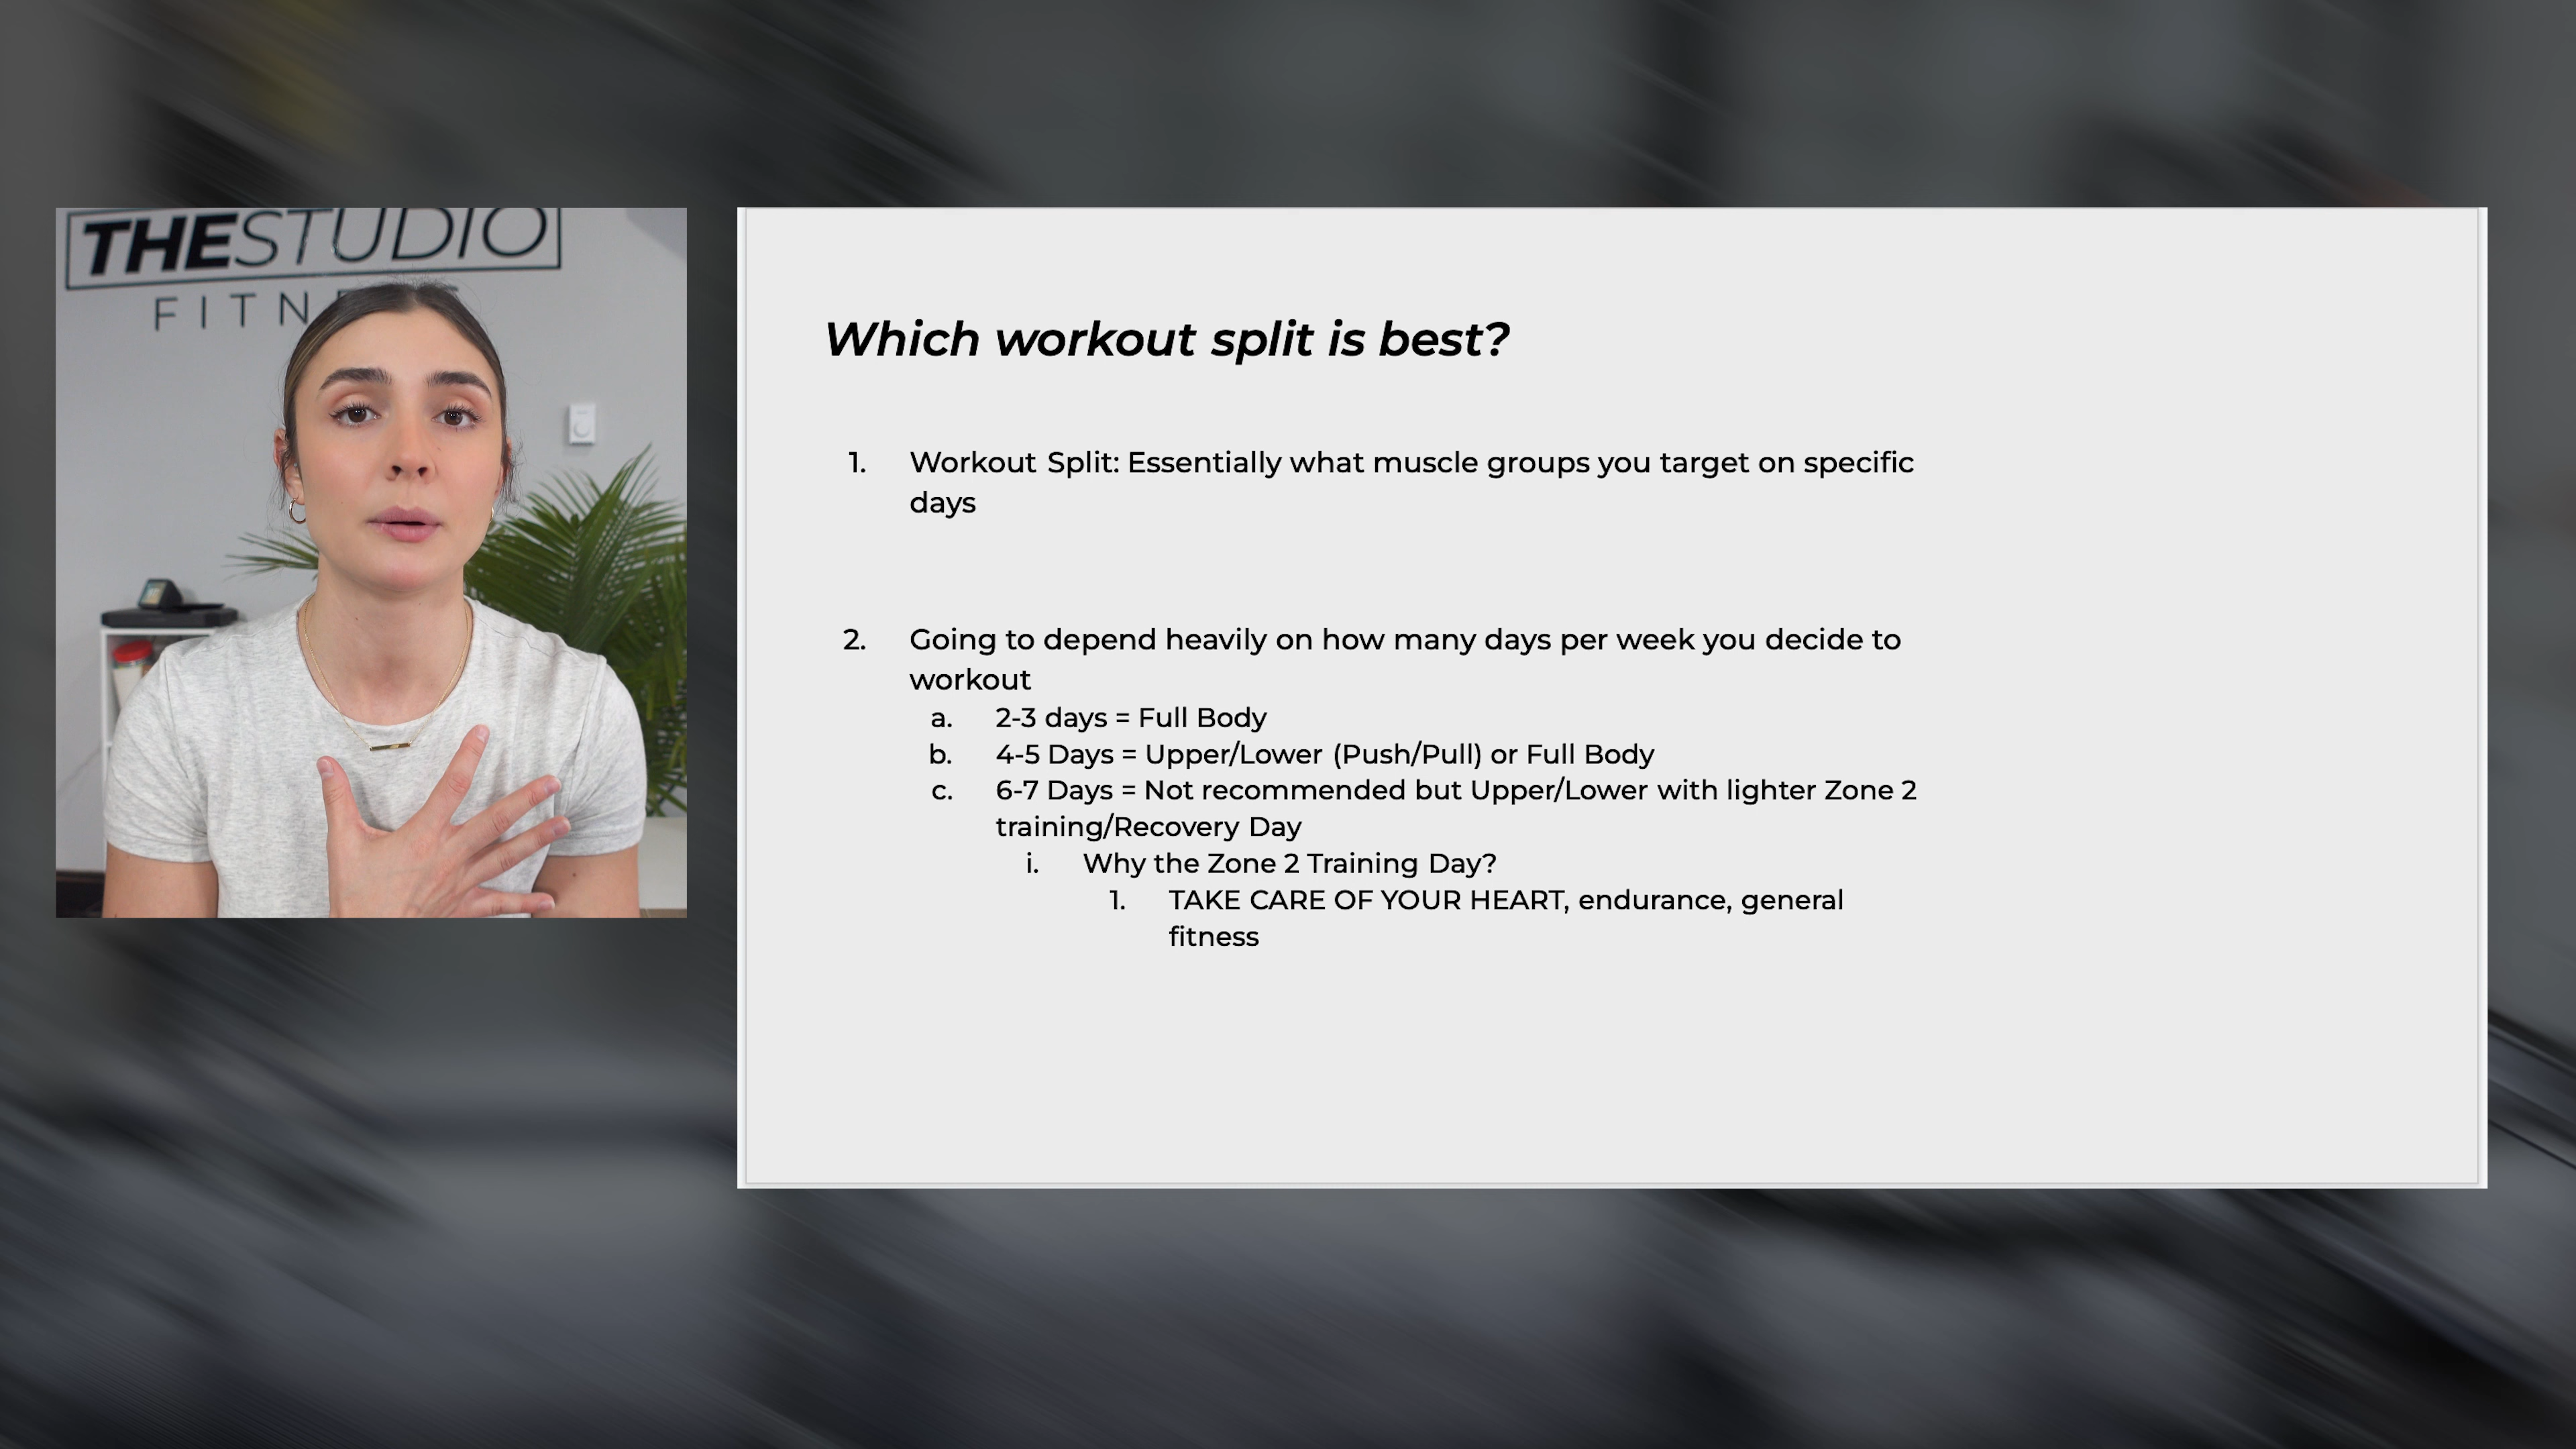 THESTUDIO
FITN
Which workout split is best?
1. Workout Split: Essentially what muscle groups you target on specific
days
2. Going to depend heavily on how many days per week you decide to
workout
a. 2-3 days = Full Body
b. 4-5 Days = Upper/Lower (Push/Pull) or Full Body
c. 6-7 Days = Not recommended but Upper/Lower with lighter Zone 2
training/Recovery Day
i. Why the Zone 2 Training Day?
1. TAKE CARE OF YOUR HEART, endurance, general
fitness